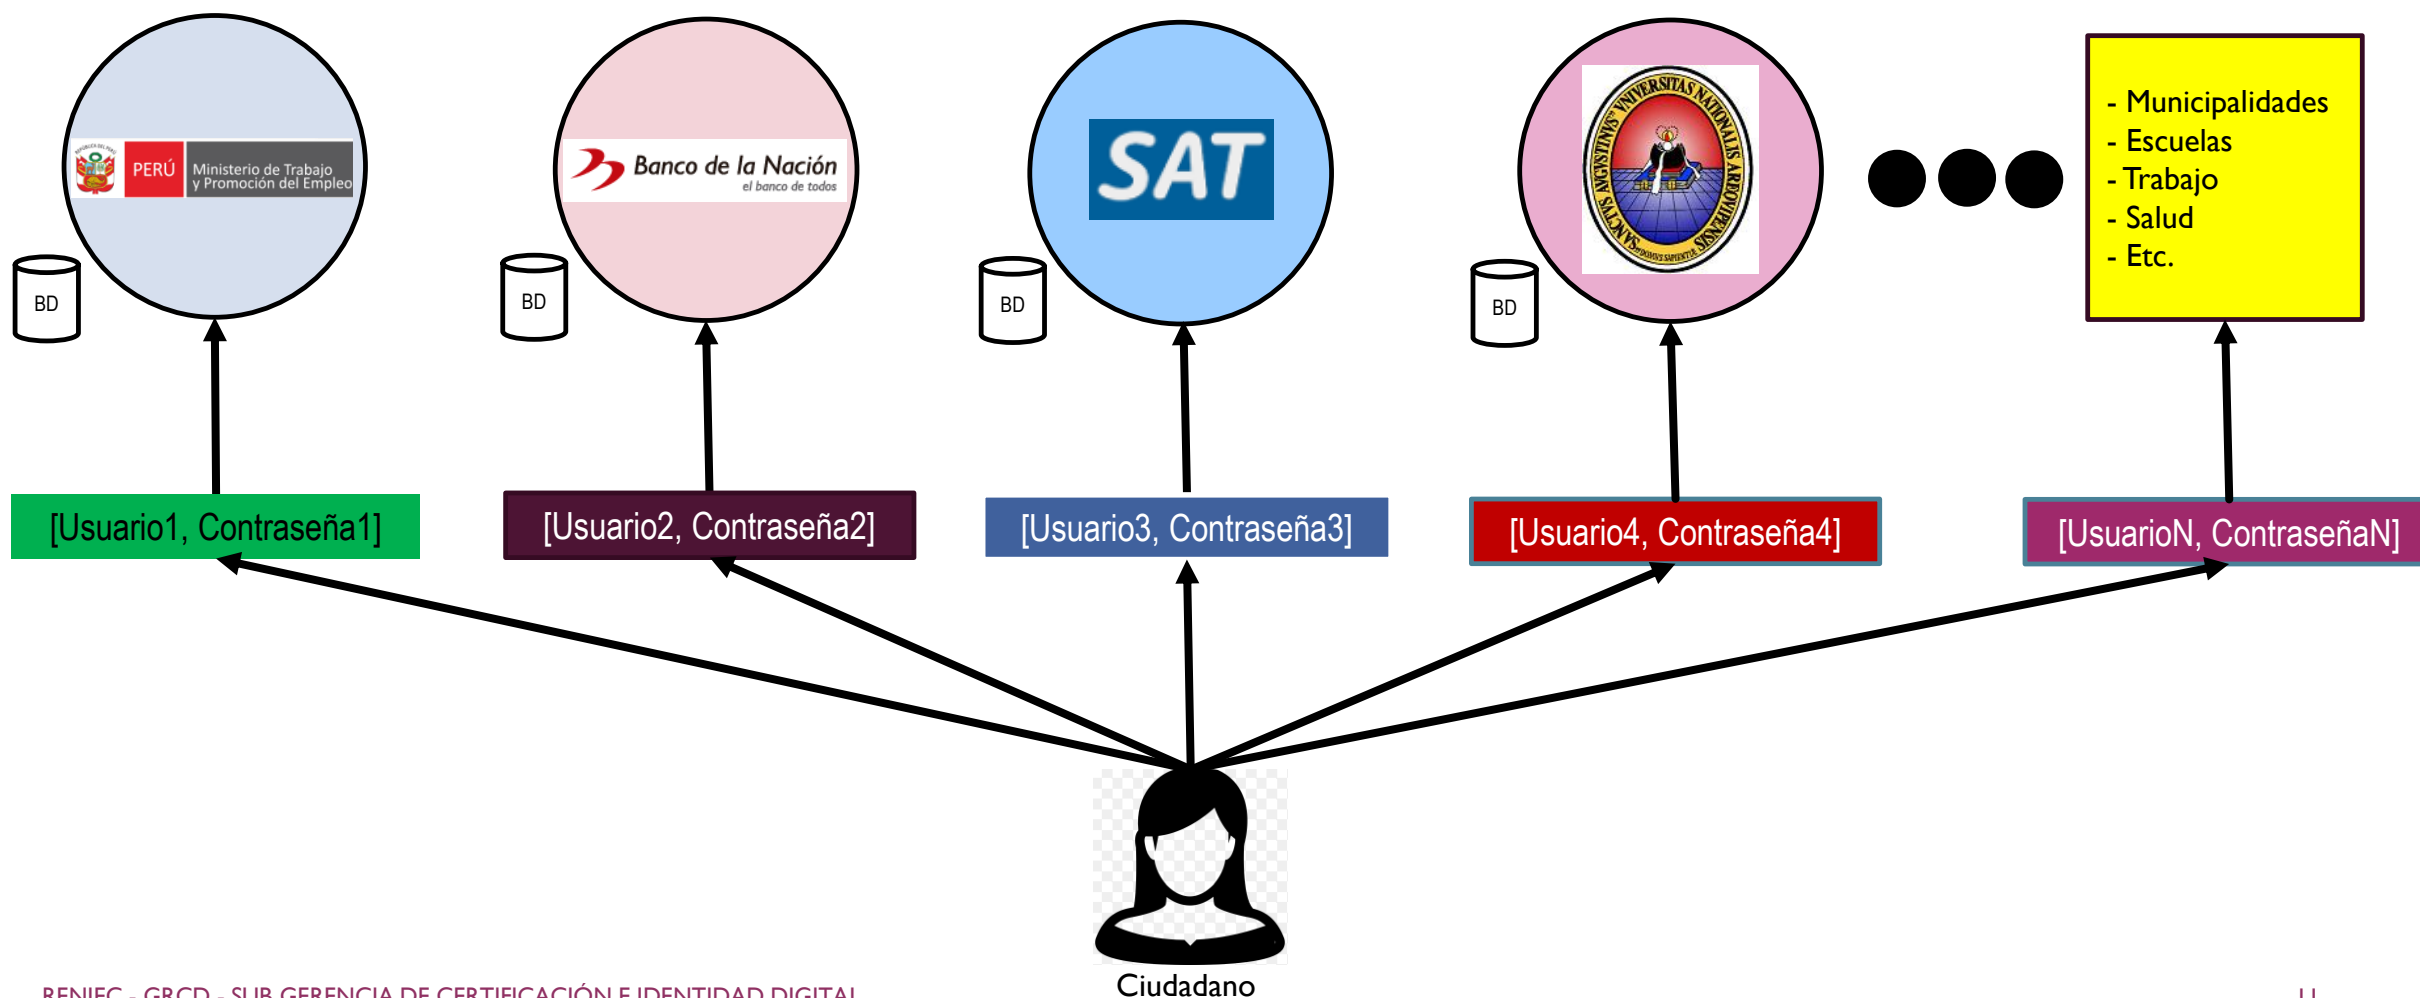 PERÚ
Ministerio de Trabajo
y Promoción del Empleo
Banco de la Nación
el banco de todos
SAT
- Municipalidades
- Escuelas
- Trabajo
- Salud
- Etc.
BD
BD
BD
BD
[Usuario1, Contraseña1]
[Usuario2, Contraseña2]
[Usuario3, Contraseña3]
[Usuario4, Contraseña4]
[UsuarioN, ContraseñaN]
Ciudadano
RENIEC - GRCD - SUB GERENCIA DE CERTIFICACIÓN E IDENTIDAD DIGITAL
11